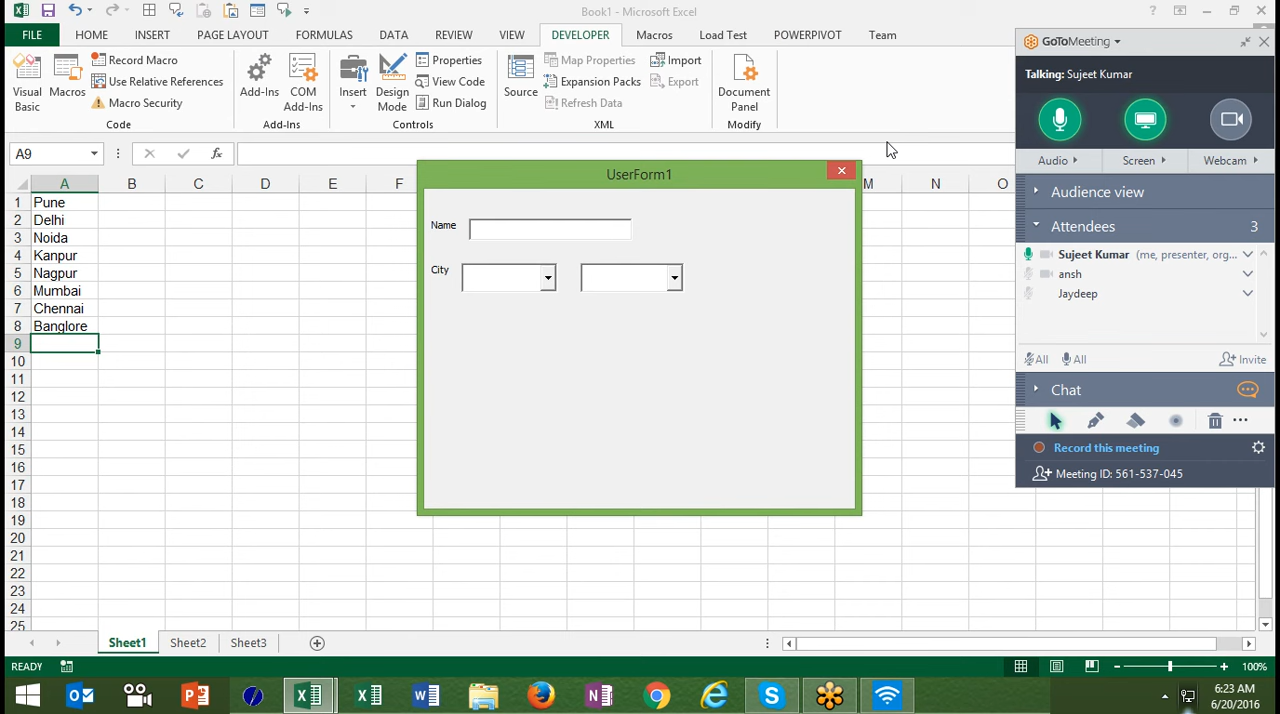 Book1 - Microsoft Excel
FILE HOME INSERT PAGE LAYOUT FORMULAS DATA REVIEW VIEW DEVELOPER Macros Load Test POWERPIVOT Team
Visual Basic
Macros
Record Macro
Use Relative References
Macro Security
Code
Add-Ins
COM Add-Ins
Add-Ins
Insert
Design Mode
Properties
View Code
Run Dialog
Controls
Source
Map Properties
Expansion Packs
Refresh Data
Import
Export
XML
Document Panel
Modify
A9
fx
A B C D E F M N O
1 Pune
2 Delhi
3 Noida
4 Kanpur
5 Nagpur
6 Mumbai
7 Chennai
8 Banglore
9
10
11
12
13
14
15
16
17
18
19
20
21
22
23
24
25
UserForm1
Name
City
GoToMeeting
Talking: Sujeet Kumar
Audio Screen Webcam
Audience view
Attendees 3
Sujeet Kumar (me, presenter, org...
ansh
Jaydeep
All All Invite
Chat
Record this meeting
Meeting ID: 561-537-045
Sheet1 Sheet2 Sheet3
READY
100%
6:23 AM
6/20/2016